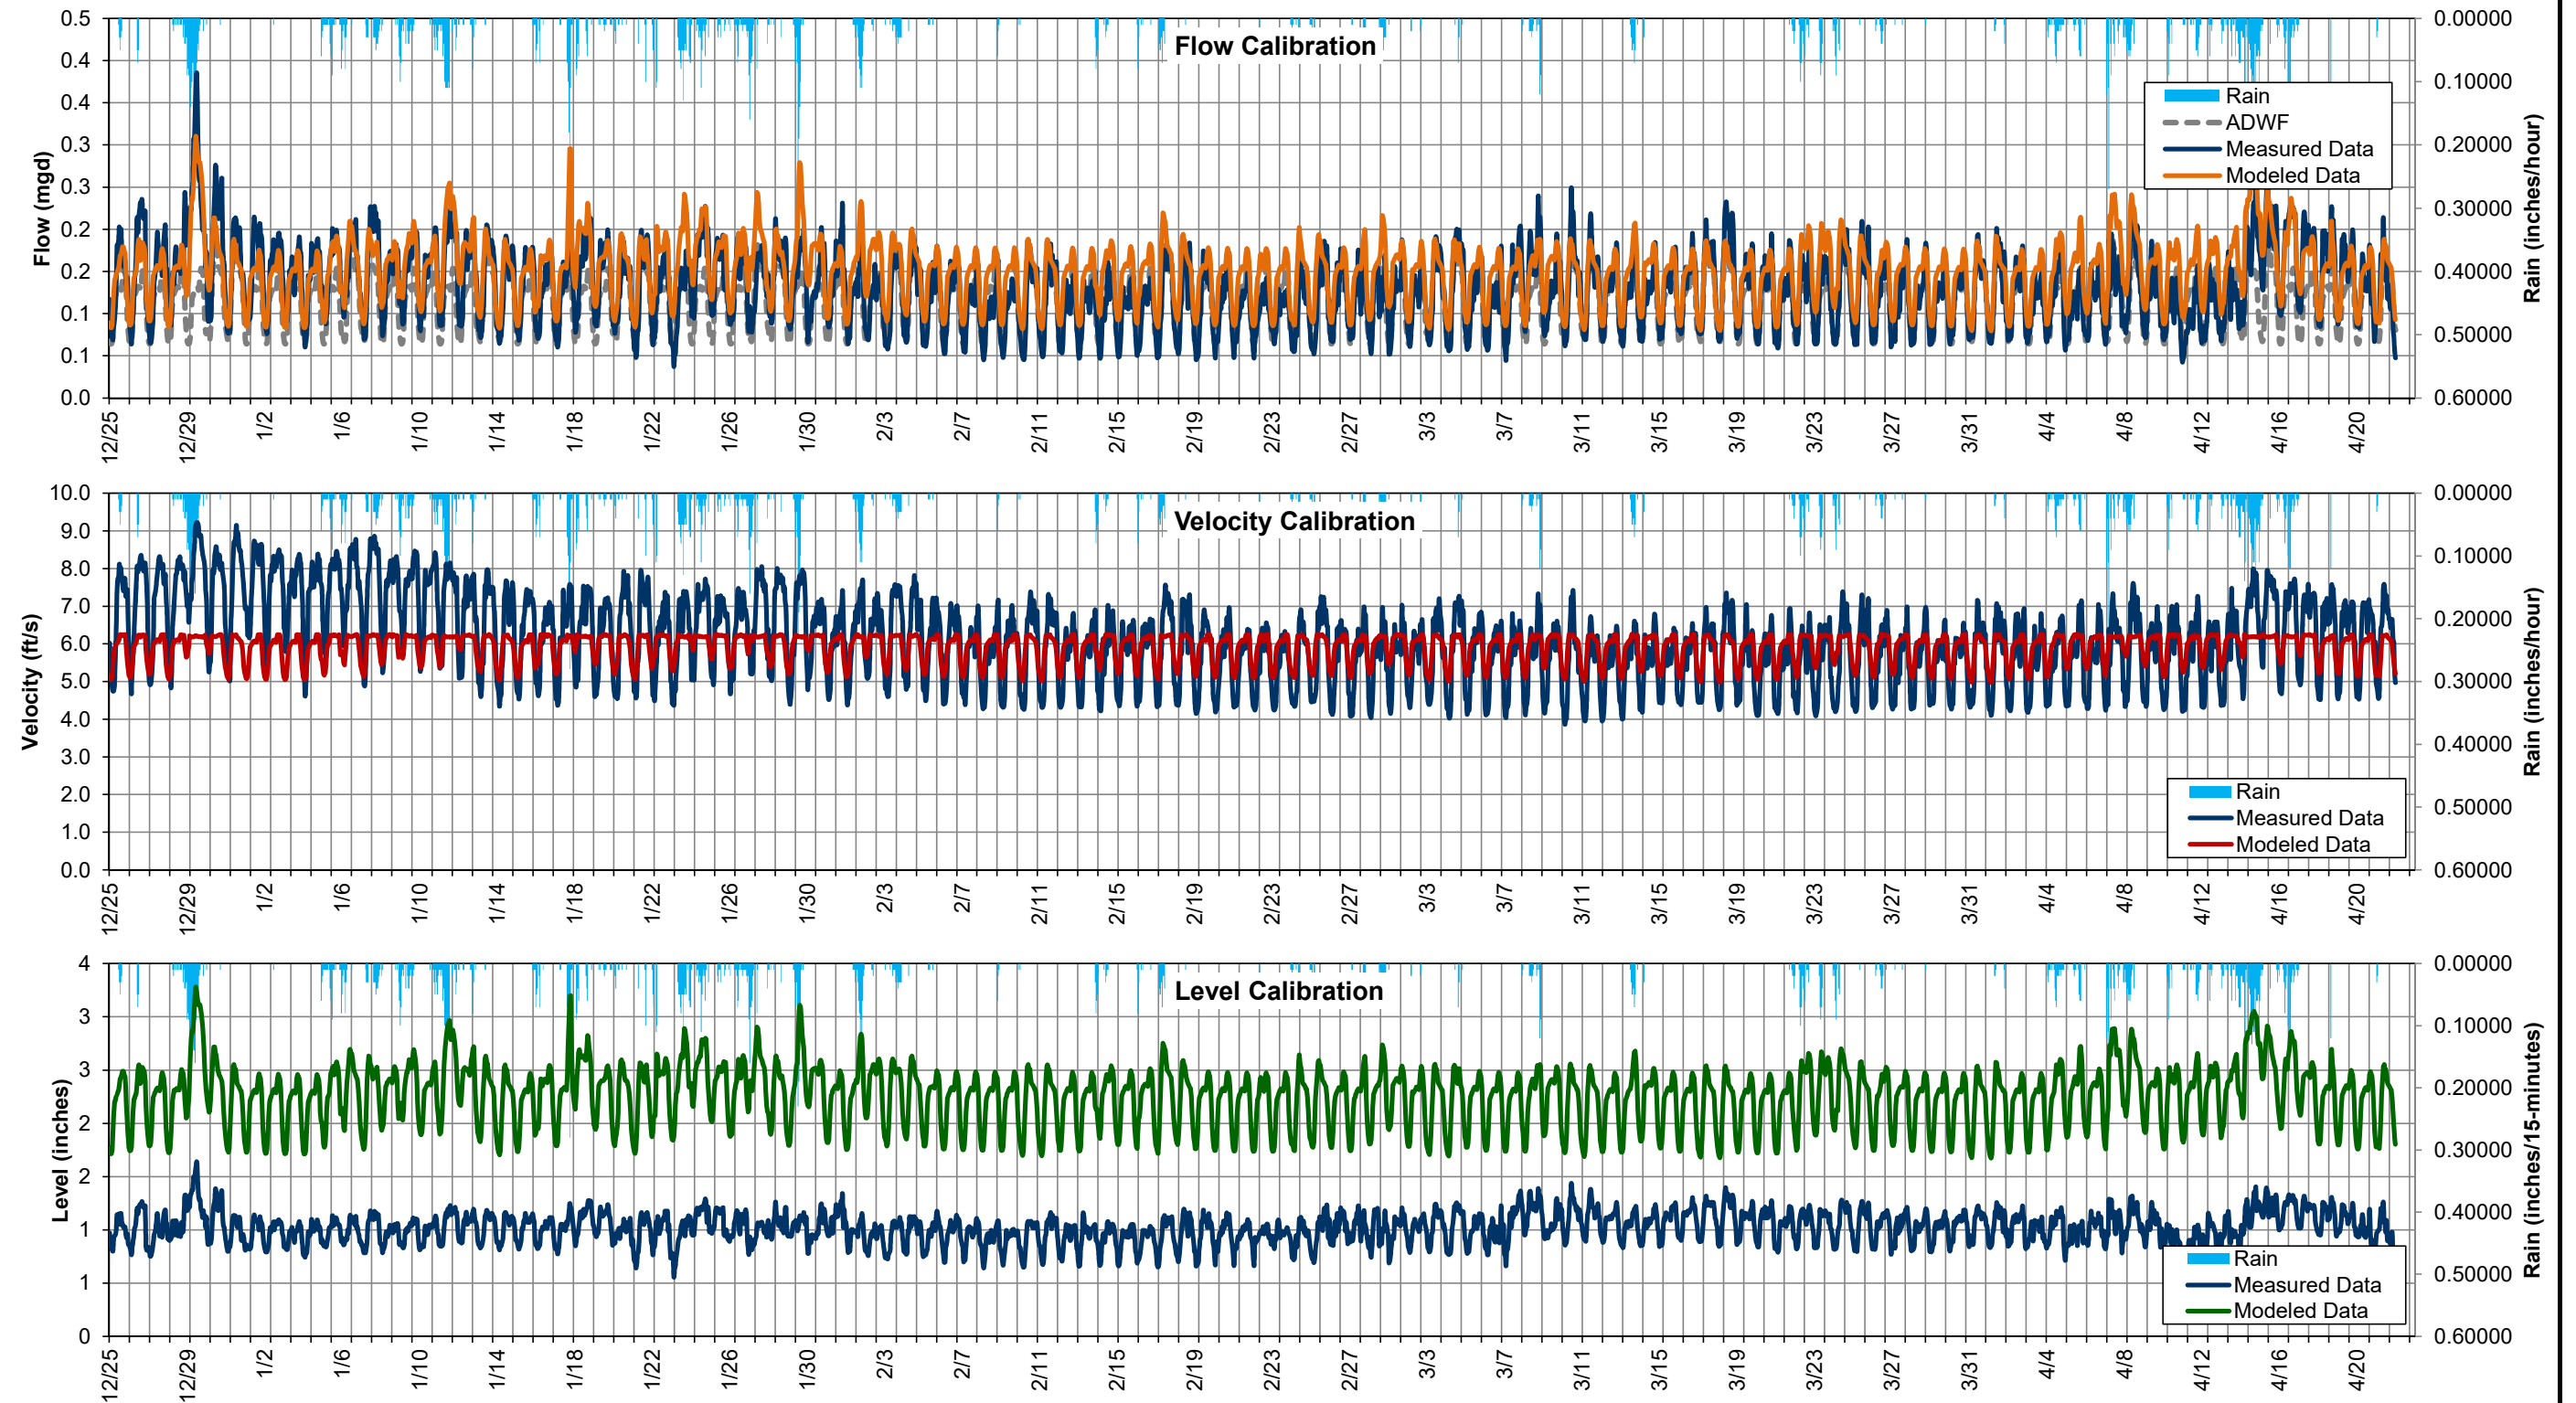 Flow Calibration
Flow (mgd)
0.5
0.4
0.4
0.3
0.3
0.2
0.2
0.1
0.1
0.0
0.00000
0.10000
0.20000
0.30000
0.40000
0.50000
0.60000
Rain (inches/hour)
Rain
ADWF
Measured Data
Modeled Data
12/25 12/29 1/2 1/6 1/10 1/14 1/18 1/22 1/26 1/30 2/3 2/7 2/11 2/15 2/19 2/23 2/27 3/3 3/7 3/11 3/15 3/19 3/23 3/27 3/31 4/4 4/8 4/12 4/16 4/20
Velocity Calibration
Velocity (ft/s)
10.0
9.0
8.0
7.0
6.0
5.0
4.0
3.0
2.0
1.0
0.0
0.00000
0.10000
0.20000
0.30000
0.40000
0.50000
0.60000
Rain (inches/hour)
Rain
Measured Data
Modeled Data
12/25 12/29 1/2 1/6 1/10 1/14 1/18 1/22 1/26 1/30 2/3 2/7 2/11 2/15 2/19 2/23 2/27 3/3 3/7 3/11 3/15 3/19 3/23 3/27 3/31 4/4 4/8 4/12 4/16 4/20
Level Calibration
Level (inches)
4
3
3
2
2
1
1
0
0.00000
0.10000
0.20000
0.30000
0.40000
0.50000
0.60000
Rain (inches/15-minutes)
Rain
Measured Data
Modeled Data
12/25 12/29 1/2 1/6 1/10 1/14 1/18 1/22 1/26 1/30 2/3 2/7 2/11 2/15 2/19 2/23 2/27 3/3 3/7 3/11 3/15 3/19 3/23 3/27 3/31 4/4 4/8 4/12 4/16 4/20